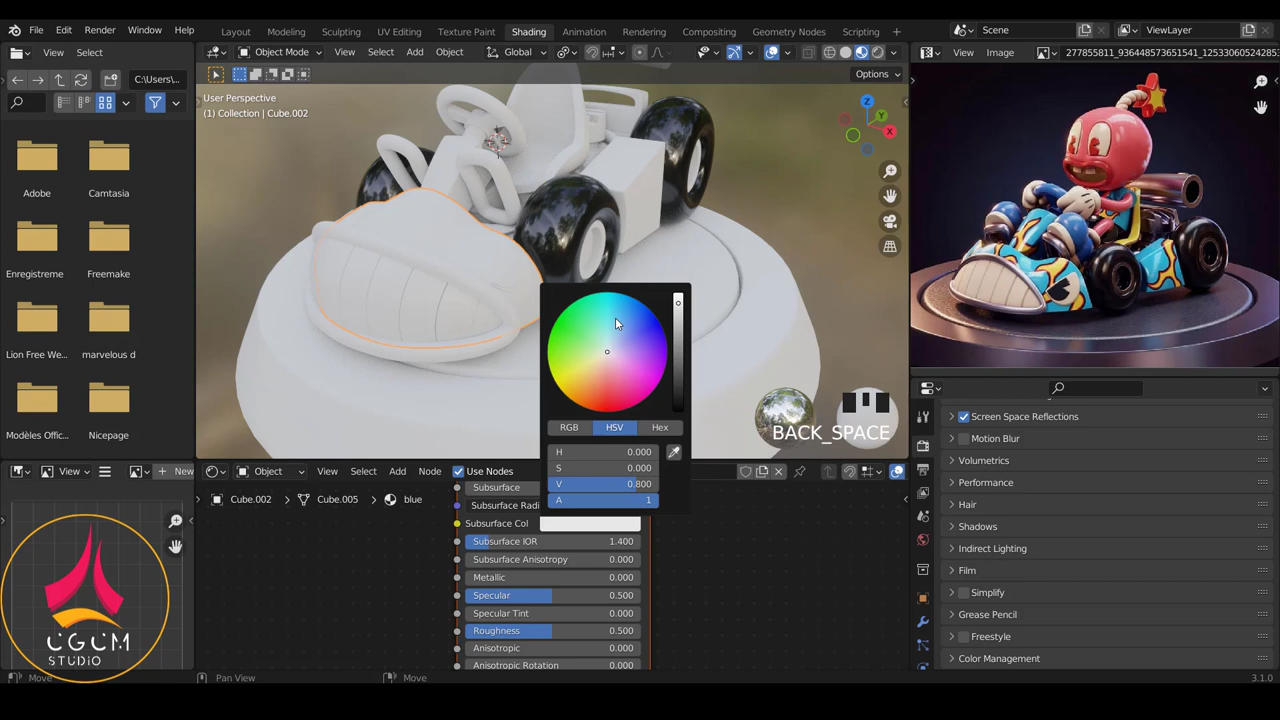 File Edit Render Window Help
Layout Modeling Sculpting UV Editing Texture Paint Shading Animation Rendering Compositing Geometry Nodes Scripting
Scene
ViewLayer
View Select
Object Mode View Select Add Object Global
View Image 277855811_936448573651541_12533060524285
C:\Users\...
Options
User Perspective
(1) Collection | Cube.002
Z
Y
X
Adobe
Camtasia
Enregistreme
Freemake
Lion Free We...
marvelous d
Modèles Offic...
Nicepage
BACK_SPACE
RGB HSV Hex
H 0.000
S 0.000
V 0.800
A 1
View New
Object View Select Add Node Use Nodes
Cube.002 Cube.005 blue
Subsurface
Subsurface Radi
Subsurface Col
Subsurface IOR 1.400
Subsurface Anisotropy 0.000
Metallic 0.000
Specular 0.500
Specular Tint 0.000
Roughness 0.500
Anisotropic 0.000
Anisotropic Rotation 0.000
Screen Space Reflections
Motion Blur
Volumetrics
Performance
Hair
Shadows
Indirect Lighting
Film
Simplify
Grease Pencil
Freestyle
Color Management
CGCM
STUDIO
Move
Pan View
Move
3.1.0